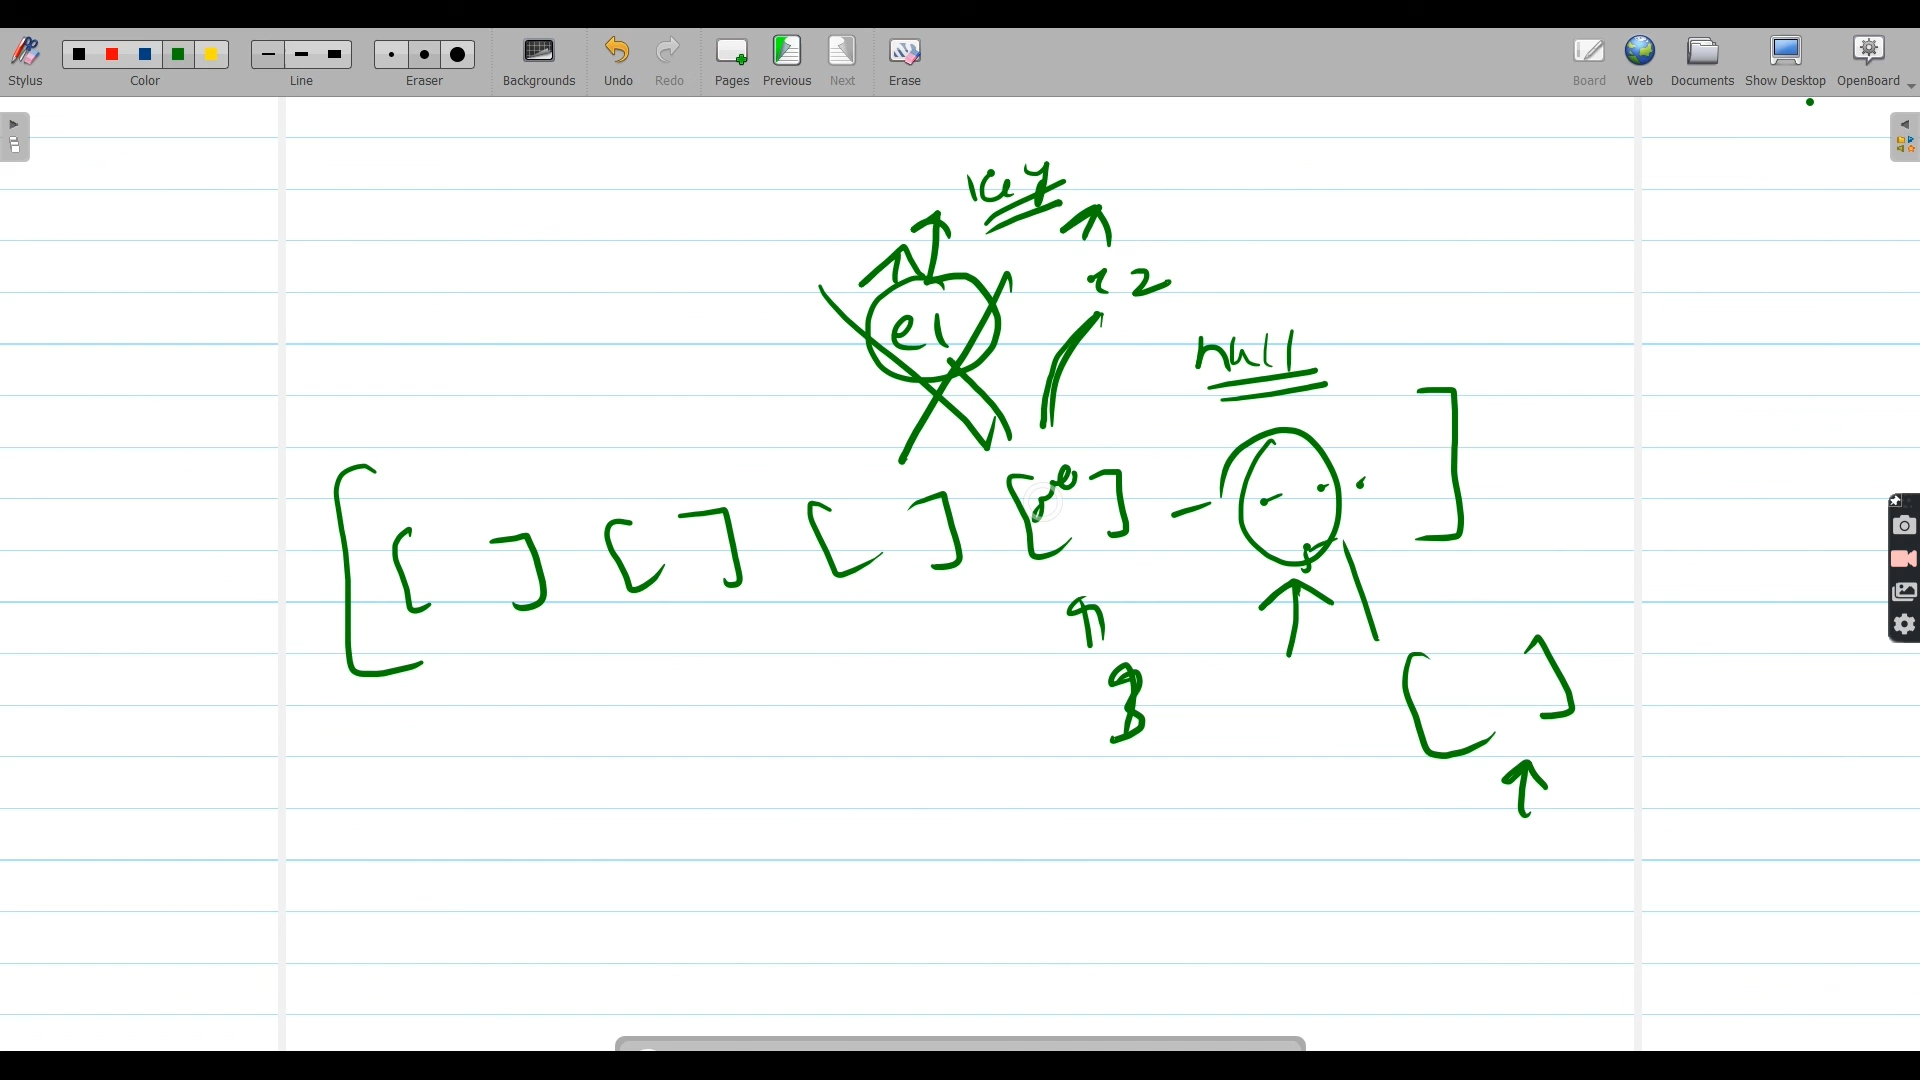 Stylus Color Line Eraser Backgrounds Undo Redo Pages Previous Next Erase Board Web Documents Show Desktop OpenBoard
key
e1
2
null
[ [ ] [ ] [ ] [ ] - ]
[ ]